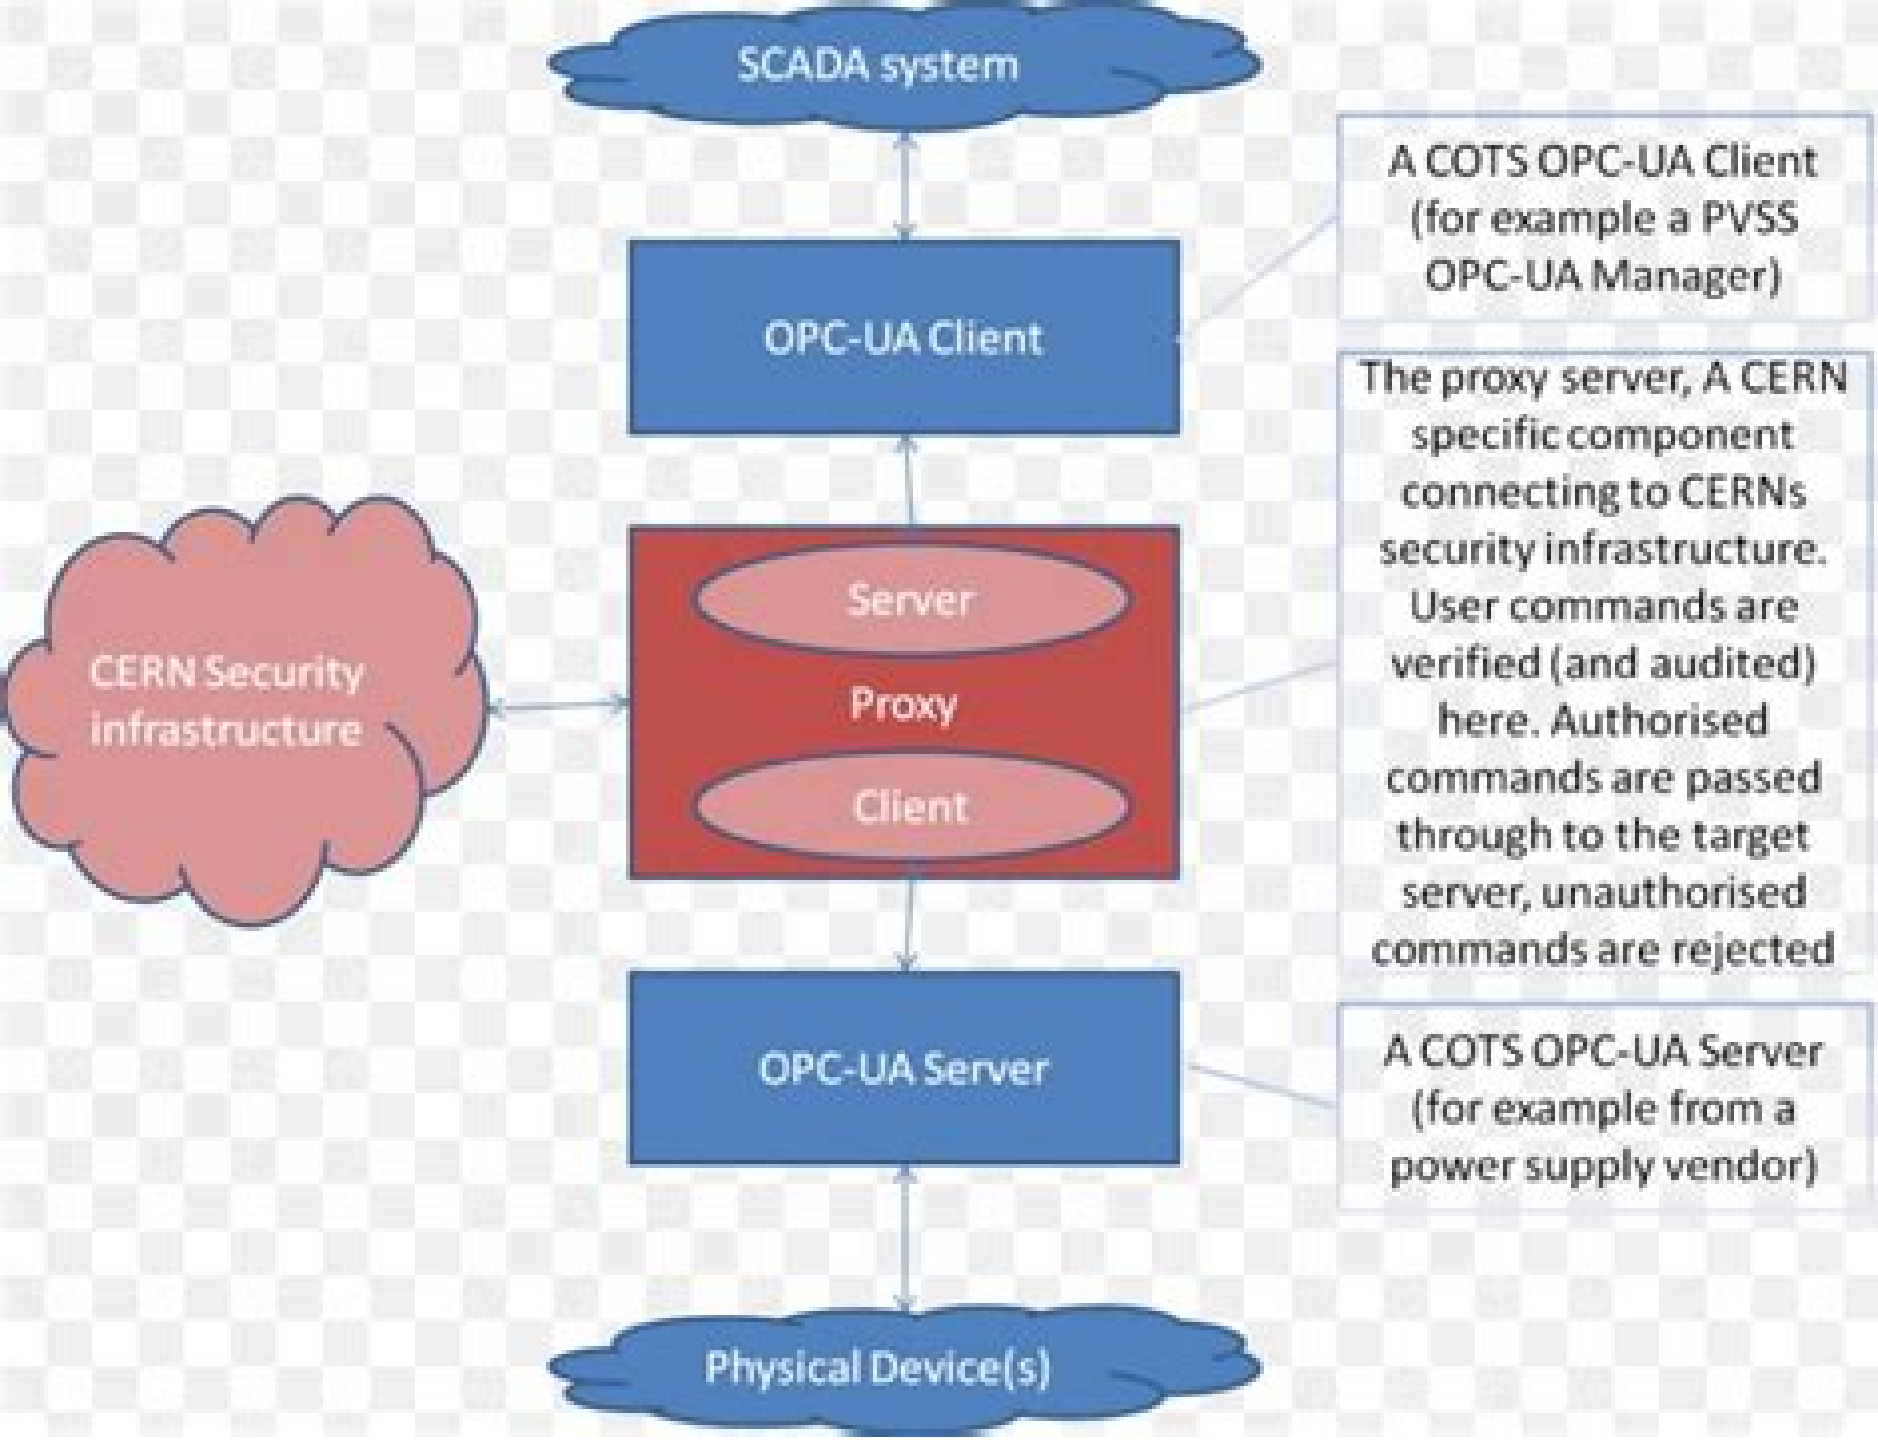 SCADA system
A COTS OPC-UA Client
(for example a PVSS
OPC-UA Manager)
OPC-UA Client
The proxy server, A CERN
specific component
connecting to CERNs
security infrastructure.
User commands are
verified (and audited)
here. Authorised
commands are passed
through to the target
server, unauthorised
commands are rejected
Server
CERN Security
infrastructure
Proxy
Client
OPC-UA Server
A COTS OPC-UA Server
(for example from a
power supply vendor)
Physical Device(s)